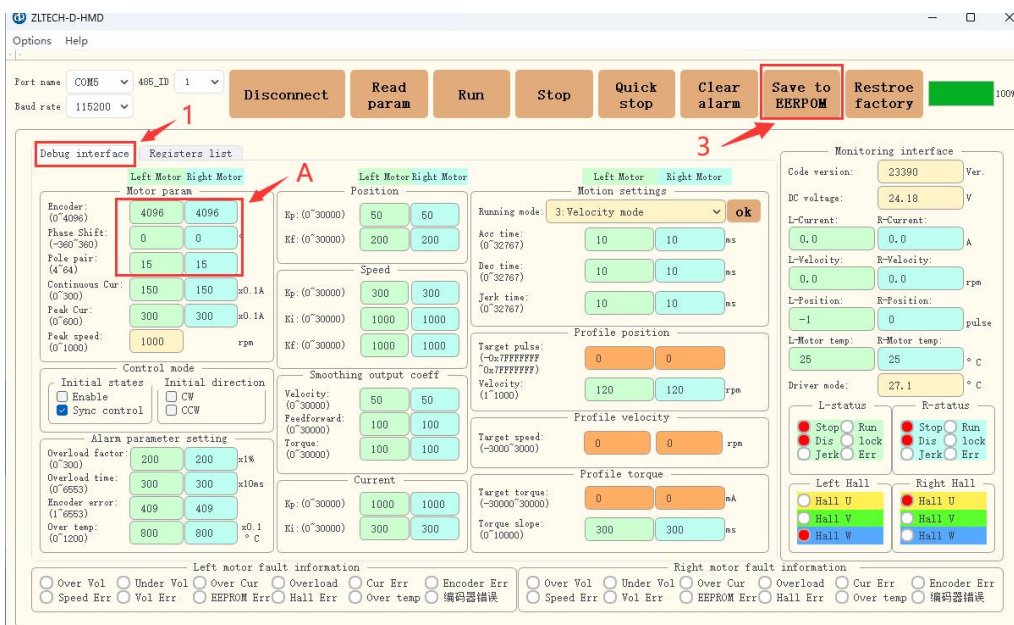 ZLTECH-D-HMD
Options Help
Port name COM5 485_ID 1
Baud rate 115200
Disconnect
Read param
Run
Stop
Quick stop
Clear alarm
Save to EERPOM
Restroe factory
100%
1
3
A
Debug interface Registers list
Left Motor Right Motor
Motor param
Encoder: (0~4096) 4096 4096
Phase Shift: (-360~360) 0 0 °
Pole pair: (4~64) 15 15
Continuous Cur: (0~300) 150 150 x0.1A
Peak Cur: (0~600) 300 300 x0.1A
Peak speed: (0~1000) 1000 rpm
Control mode
Initial states Initial direction
Enable CW
Sync control CCW
Alarm parameter setting
Overload factor: (0~300) 200 200 x1%
Overload time: (0~6553) 300 300 x10ms
Encoder error: (1~6553) 409 409
Over temp: (0~1200) 800 800 x0.1 °C
Left Motor Right Motor
Position
Kp:(0~30000) 50 50
Kf:(0~30000) 200 200
Speed
Kp:(0~30000) 300 300
Ki:(0~30000) 1000 1000
Kf:(0~30000) 1000 1000
Smoothing output coeff
Velocity: (0~30000) 50 50
Feedforward: (0~30000) 100 100
Torque: (0~30000) 100 100
Current
Kp:(0~30000) 1000 1000
Ki:(0~30000) 300 300
Left Motor Right Motor
Motion settings
Running mode: 3:Velocity mode ok
Acc time: (0~32767) 10 10 ms
Dec time: (0~32767) 10 10 ms
Jerk time: (0~32767) 10 10 ms
Profile position
Target pulse: (-0x7FFFFFFF ~0x7FFFFFFF) 0 0
Velocity: (1~1000) 120 120 rpm
Profile velocity
Target speed: (-3000~3000) 0 0 rpm
Profile torque
Target torque: (-30000~30000) 0 0 mA
Torque slope: (0~10000) 300 300 ms
Monitoring interface
Code version: 23390 Ver.
DC voltage: 24.18 V
L-Current: R-Current:
0.0 0.0 A
L-Velocity: R-Velocity:
0.0 0.0 rpm
L-Position: R-Position:
-1 0 pulse
L-Motor temp: R-Motor temp:
25 25 °C
Driver mode: 27.1 °C
L-status R-status
Stop Run Stop Run
Dis lock Dis lock
Jerk Err Jerk Err
Left Hall Right Hall
Hall U Hall U
Hall V Hall V
Hall W Hall W
Left motor fault information
Over Vol Under Vol Over Cur Overload Cur Err Encoder Err
Speed Err Vol Err EEPROM Err Hall Err Over temp 编码器错误
Right motor fault information
Over Vol Under Vol Over Cur Overload Cur Err Encoder Err
Speed Err Vol Err EEPROM Err Hall Err Over temp 编码器错误